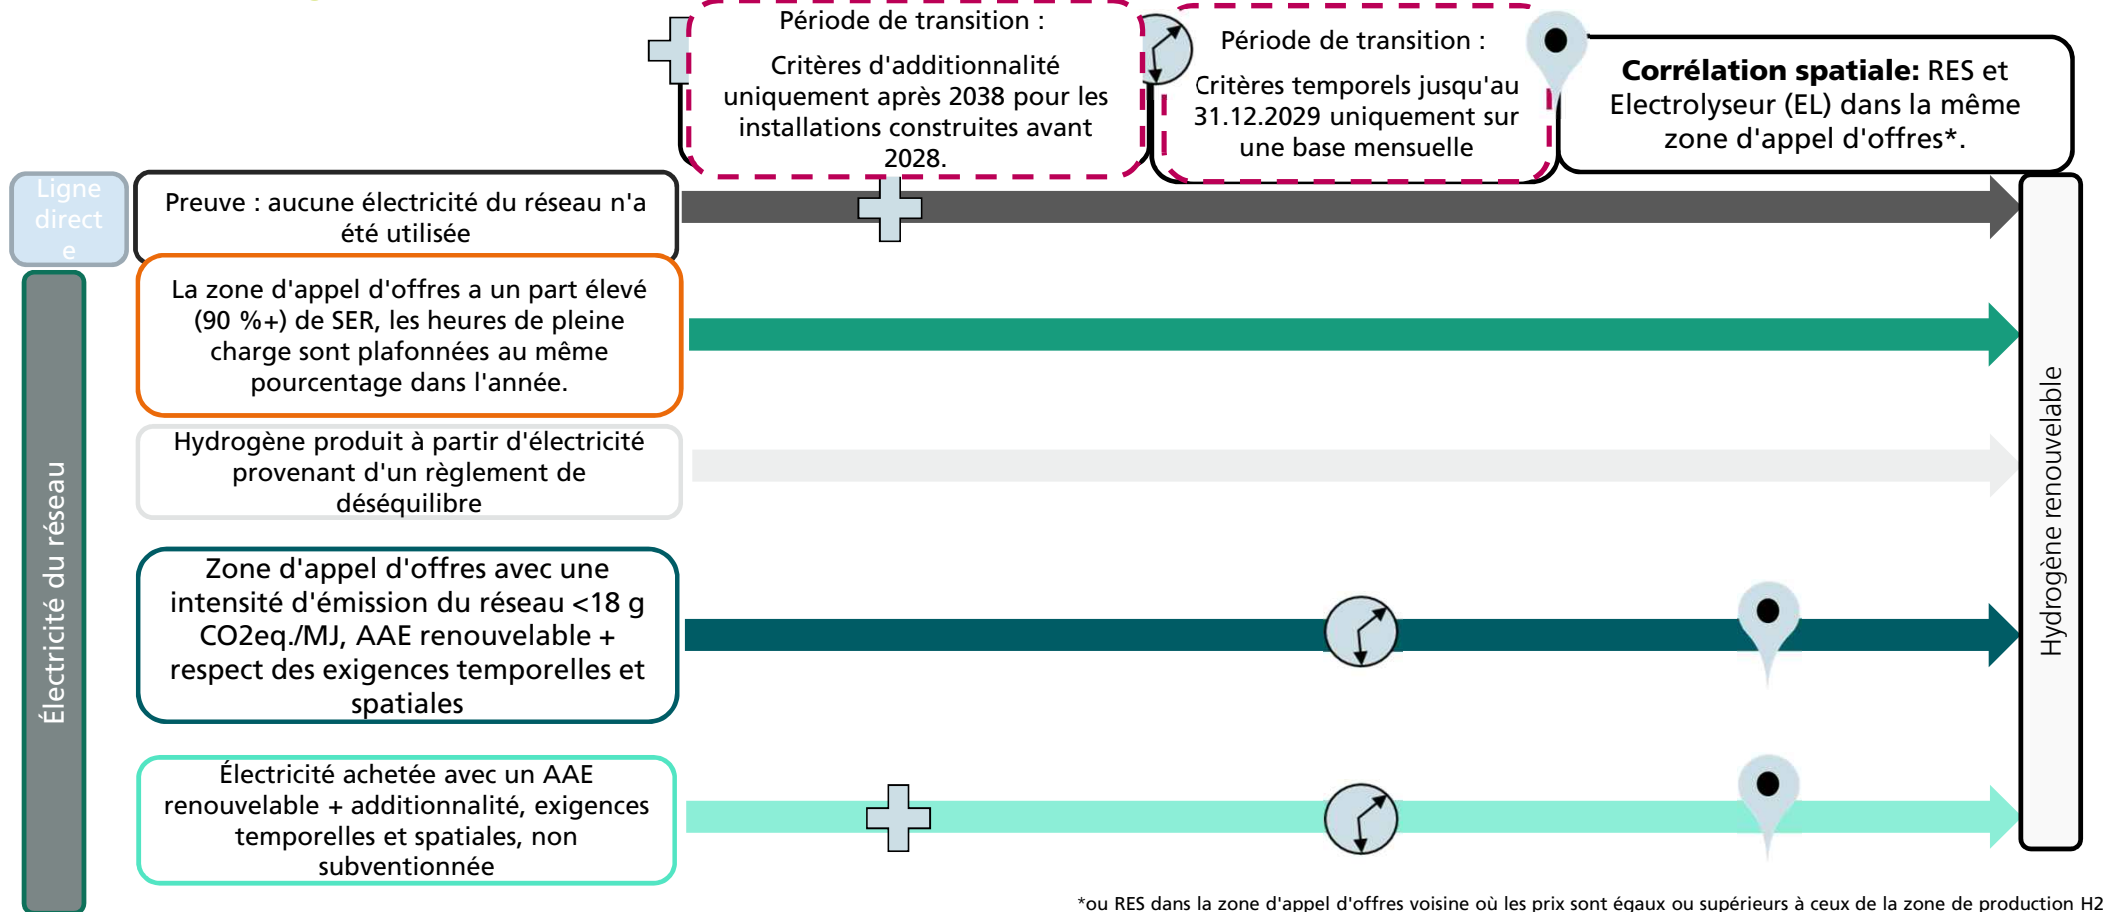 Période de transition :
Critères d'additionnalité
uniquement après 2038 pour les
installations construites avant
2028.
Période de transition :
Critères temporels jusqu'au
31.12.2029 uniquement sur
une base mensuelle
Corrélation spatiale: RES et
Electrolyseur (EL) dans la même
zone d'appel d'offres*.
Ligne
direct
e
Preuve : aucune électricité du réseau n'a
été utilisée
Électricité du réseau
La zone d'appel d'offres a un part élevé
(90 %+) de SER, les heures de pleine
charge sont plafonnées au même
pourcentage dans l'année.
Hydrogène produit à partir d'électricité
provenant d'un règlement de
déséquilibre
Zone d'appel d'offres avec une
intensité d'émission du réseau <18 g
CO2eq./MJ, AAE renouvelable +
respect des exigences temporelles et
spatiales
Électricité achetée avec un AAE
renouvelable + additionnalité, exigences
temporelles et spatiales, non
subventionnée
Hydrogène renouvelable
*ou RES dans la zone d'appel d'offres voisine où les prix sont égaux ou supérieurs à ceux de la zone de production H2